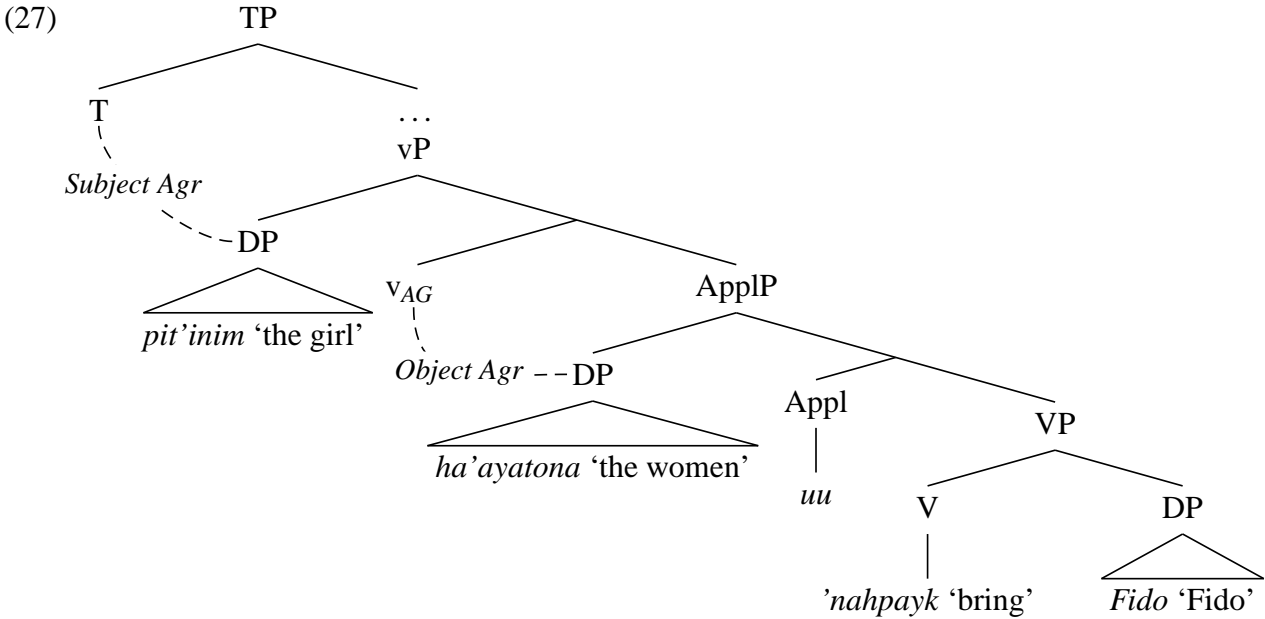 (27) TP
T …
vP
Subject Agr
DP
v_AG ApplP
pit'inim ‘the girl’
Object Agr DP
Appl VP
ha'ayatona ‘the women’
uu V DP
'nahpayk ‘bring’ Fido ‘Fido’